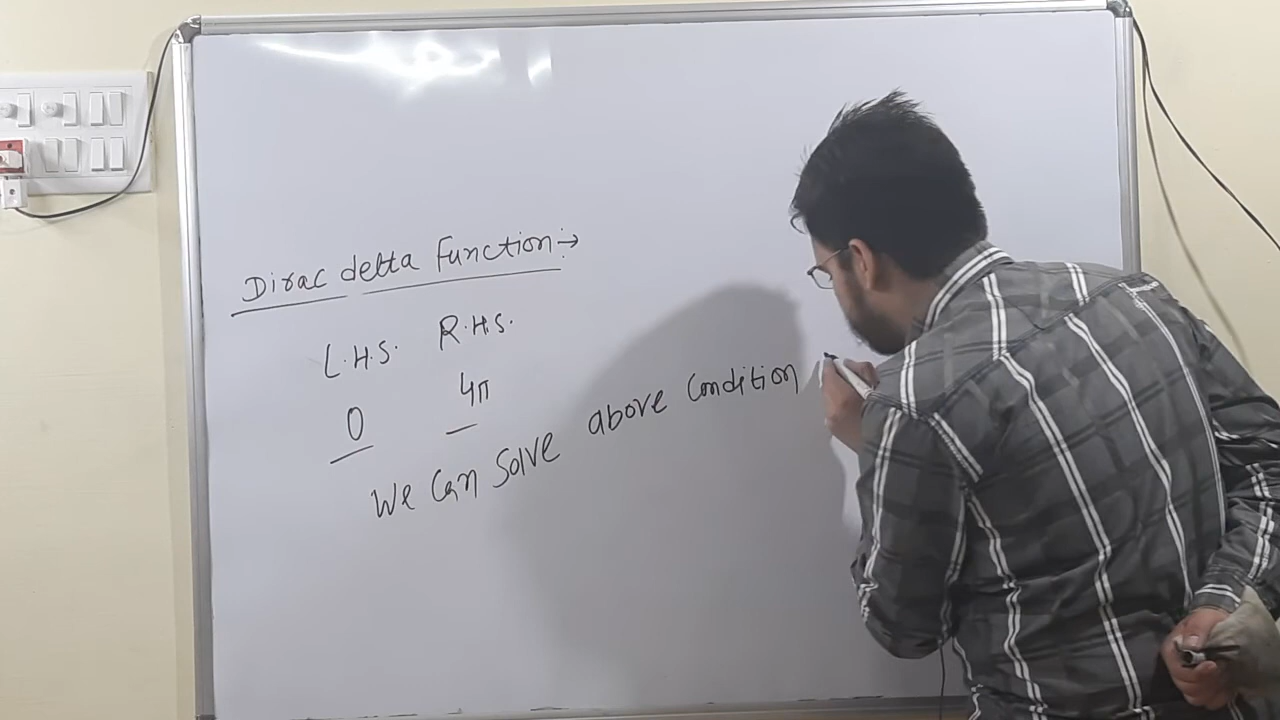 Dirac delta Function:→
L.H.S. R.H.S.
0 4π
We Can Solve above Condition